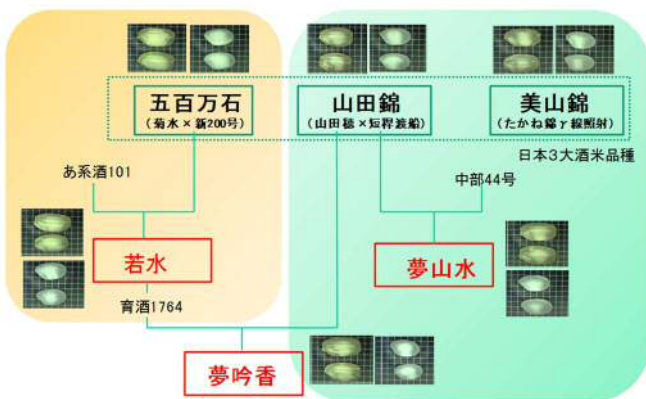 五百万石
(菊水×新200号)
山田錦
(山田穂×短稈渡船)
美山錦
(たかね錦γ線照射)
日本3大酒米品種
あ系酒101
中部44号
若水
夢山水
育酒1764
夢吟香